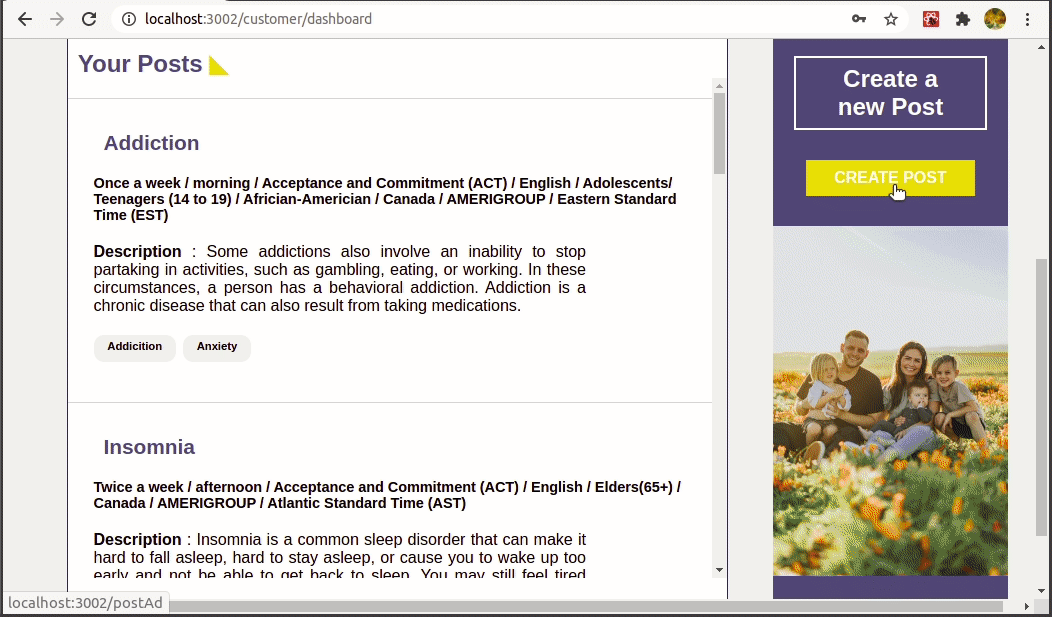 localhost:3002/customer/dashboard
Your Posts
Addiction
Once a week / morning / Acceptance and Commitment (ACT) / English / Adolescents/
Teenagers (14 to 19) / Africian-Americian / Canada / AMERIGROUP / Eastern Standard
Time (EST)
Description : Some addictions also involve an inability to stop
partaking in activities, such as gambling, eating, or working. In these
circumstances, a person has a behavioral addiction. Addiction is a
chronic disease that can also result from taking medications.
Addicition
Anxiety
Insomnia
Twice a week / afternoon / Acceptance and Commitment (ACT) / English / Elders(65+) /
Canada / AMERIGROUP / Atlantic Standard Time (AST)
Description : Insomnia is a common sleep disorder that can make it
hard to fall asleep, hard to stay asleep, or cause you to wake up too
early and not be able to get back to sleep. You may still feel tired
Create a
new Post
CREATE POST
localhost:3002/postAd